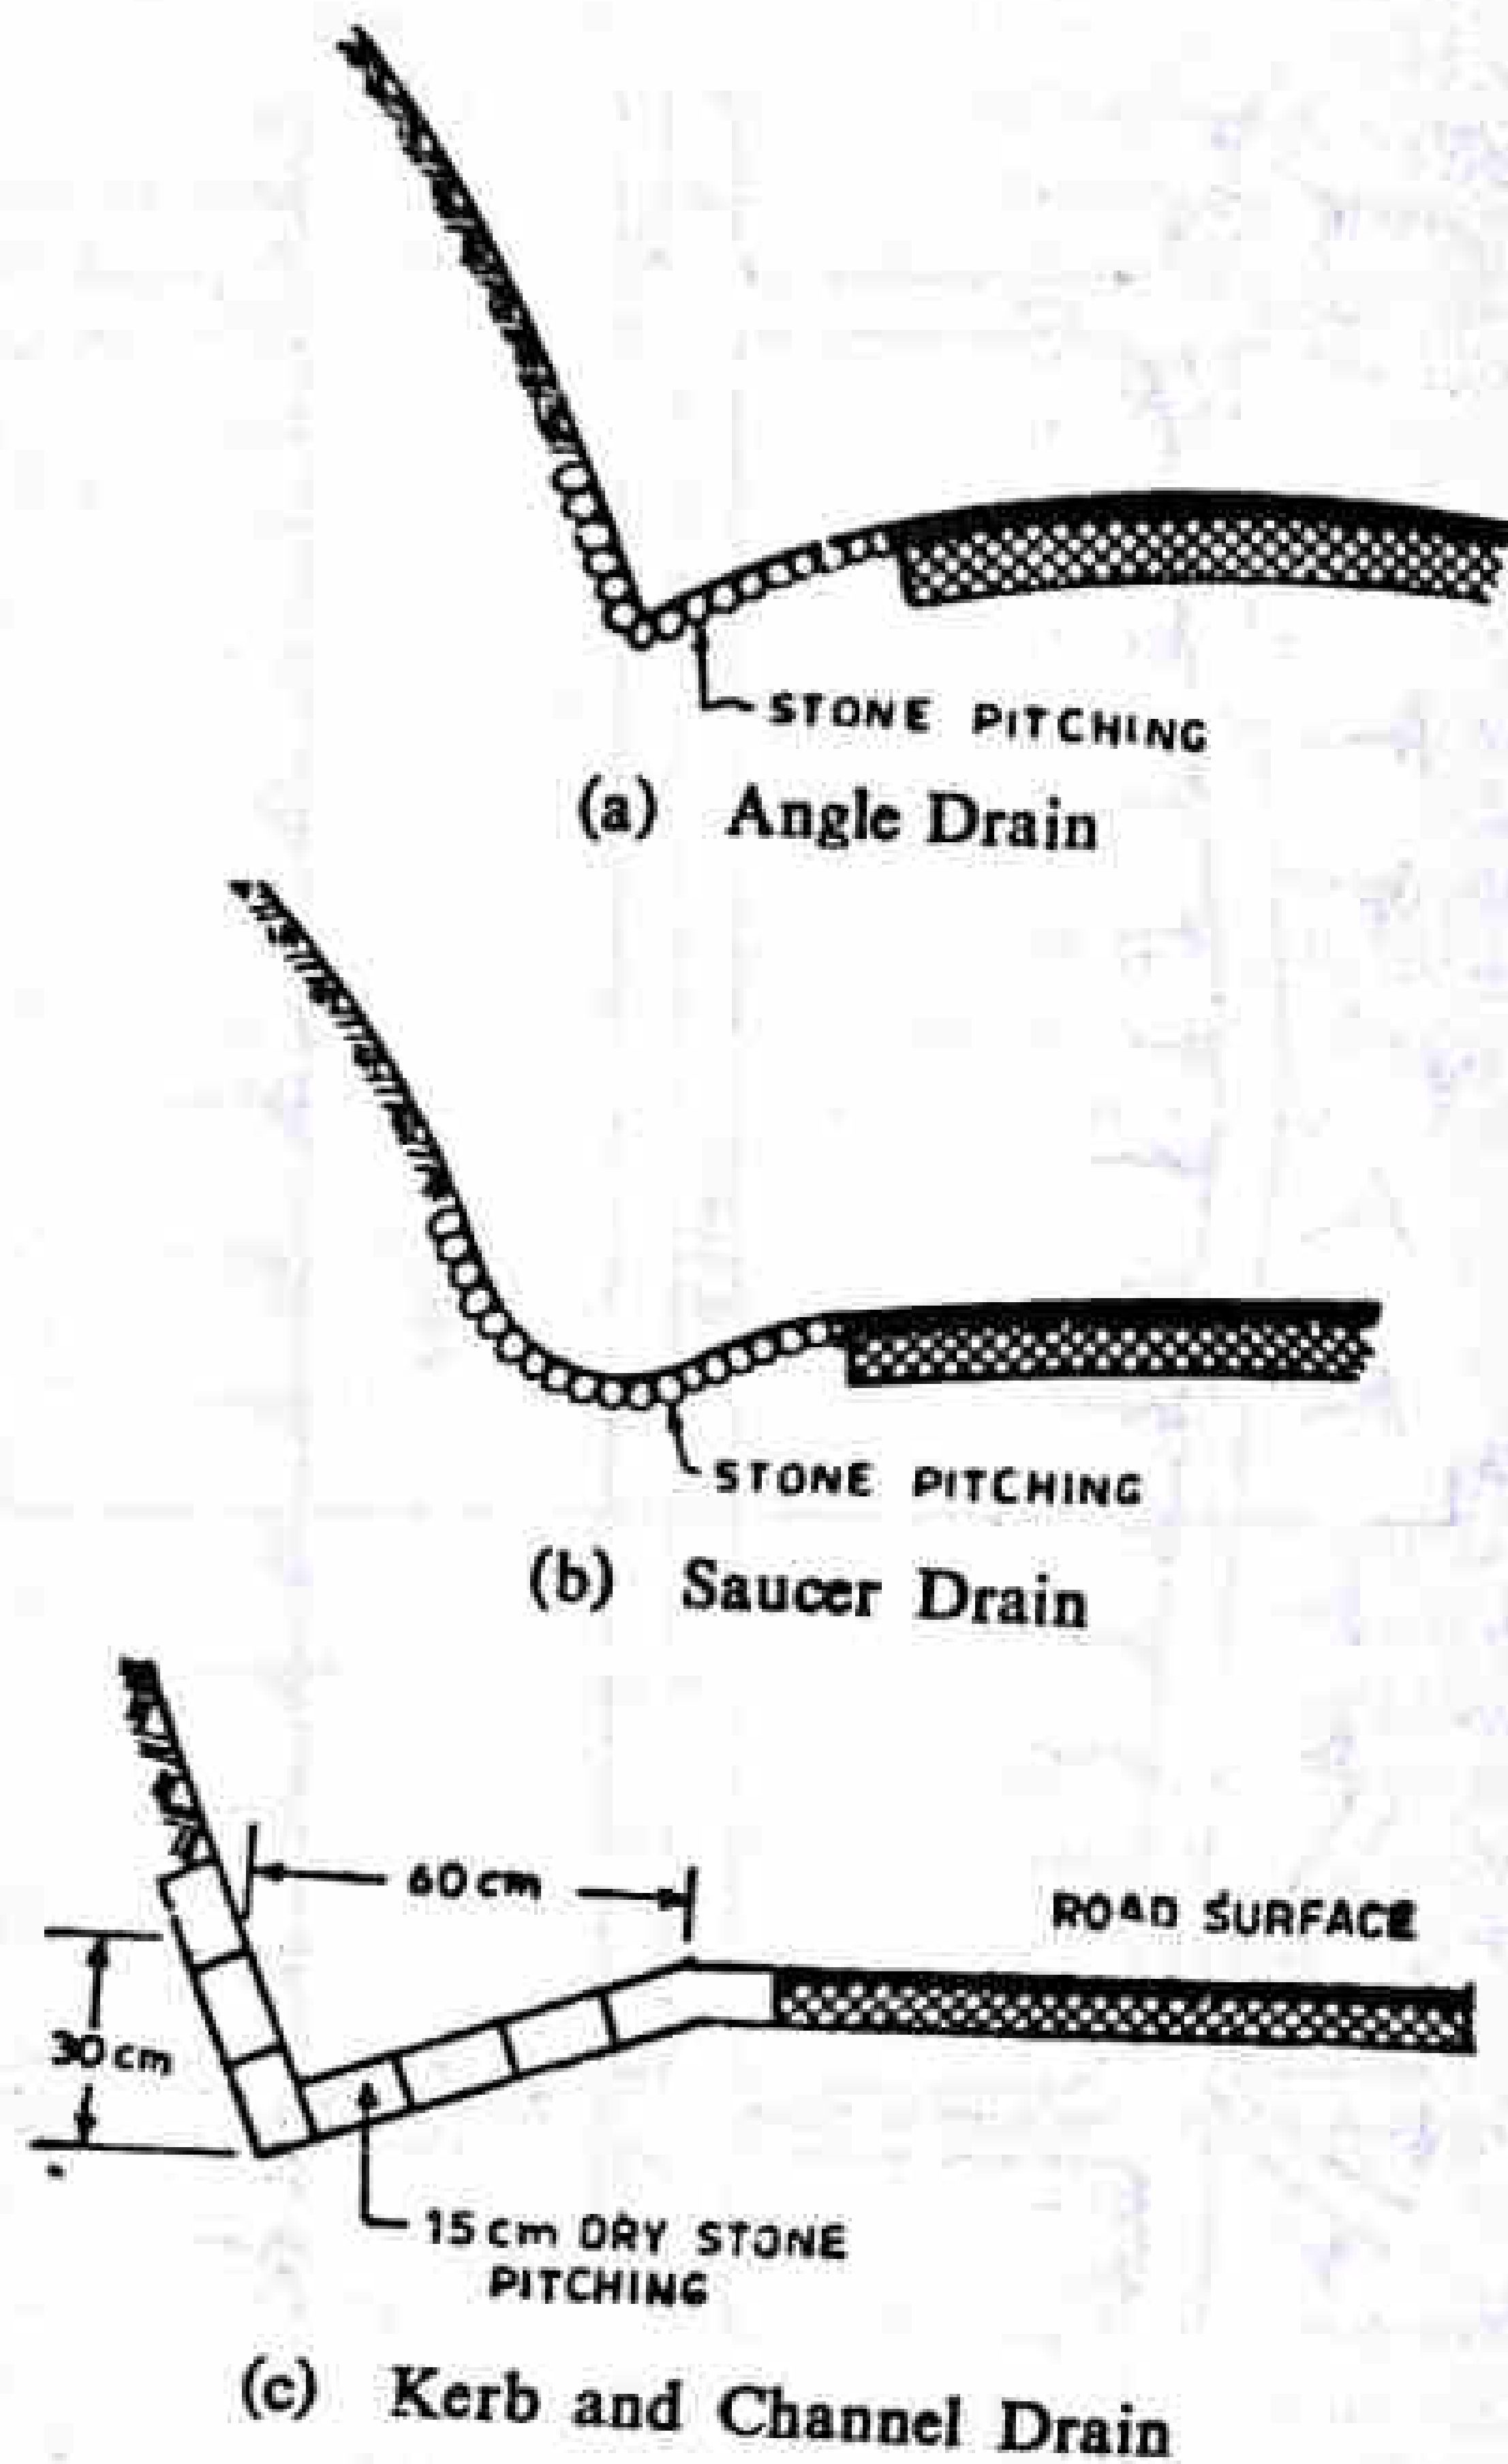 STONE PITCHING
(a) Angle Drain
STONE PITCHING
(b) Saucer Drain
60 cm
ROAD SURFACE
30 cm
15 cm DRY STONE
PITCHING
(c) Kerb and Channel Drain